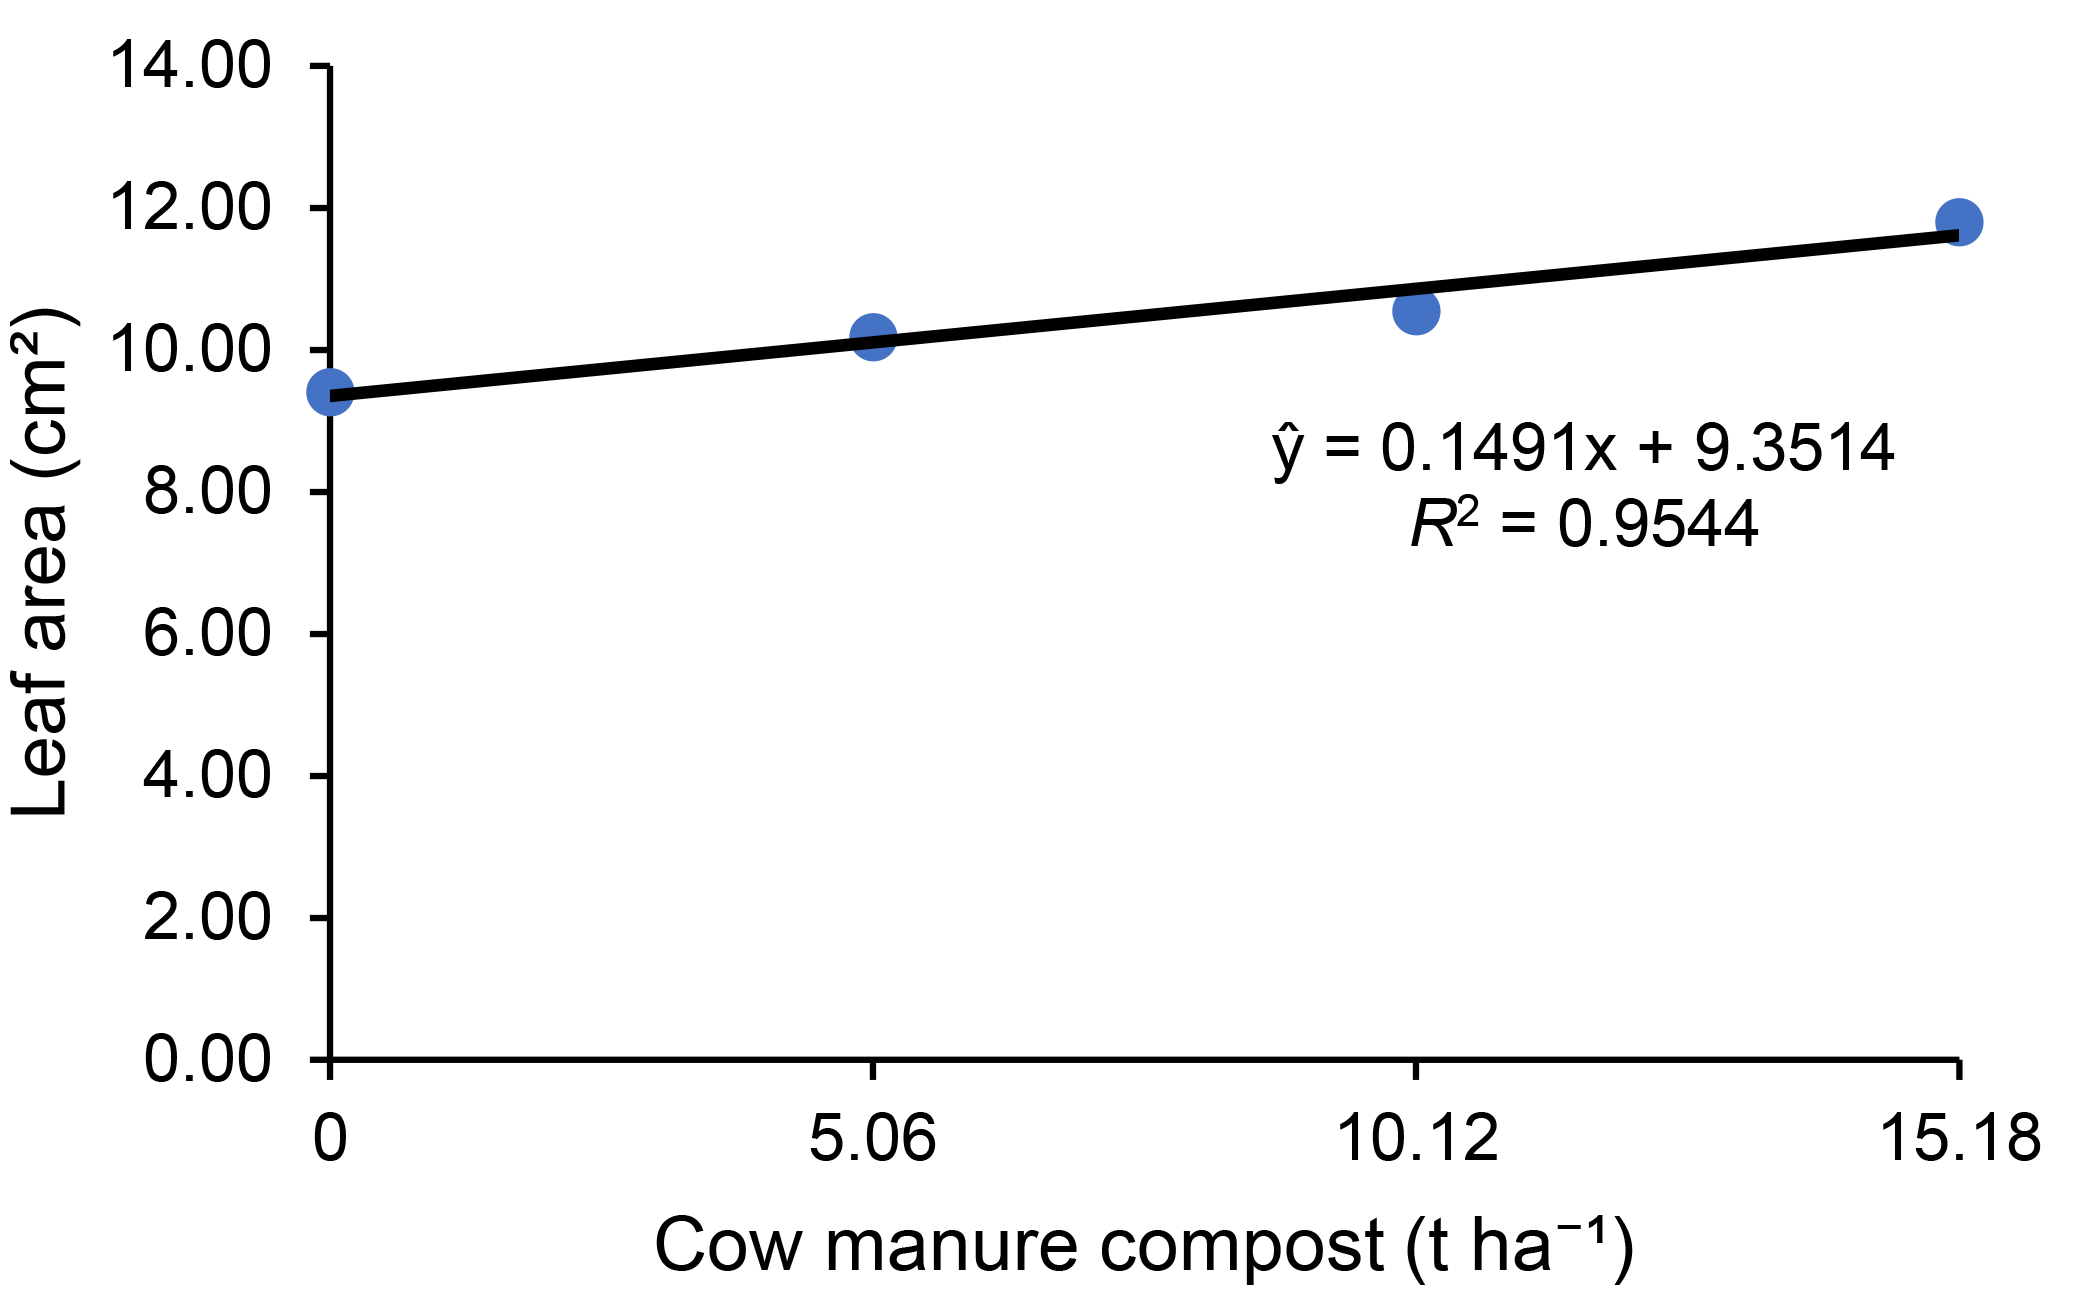 14.00
12.00
10.00
8.00
6.00
4.00
2.00
0.00
Leaf area (cm²)
ŷ = 0.1491x + 9.3514
R² = 0.9544
0 5.06 10.12 15.18
Cow manure compost (t ha⁻¹)